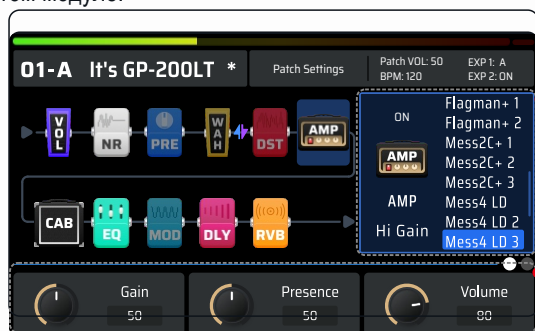 01-A It's GP-200LT *
Patch Settings
Patch VOL: 50 EXP 1: A
BPM: 120 EXP 2: ON
VOL
NR
PRE
WAH
DST
AMP
CAB
EQ
MOD
DLY
RVB
ON
AMP
AMP
Hi Gain
Flagman+ 1
Flagman+ 2
Mess2C+ 1
Mess2C+ 2
Mess2C+ 3
Mess4 LD
Mess4 LD 2
Mess4 LD 3
Gain
50
Presence
50
Volume
80